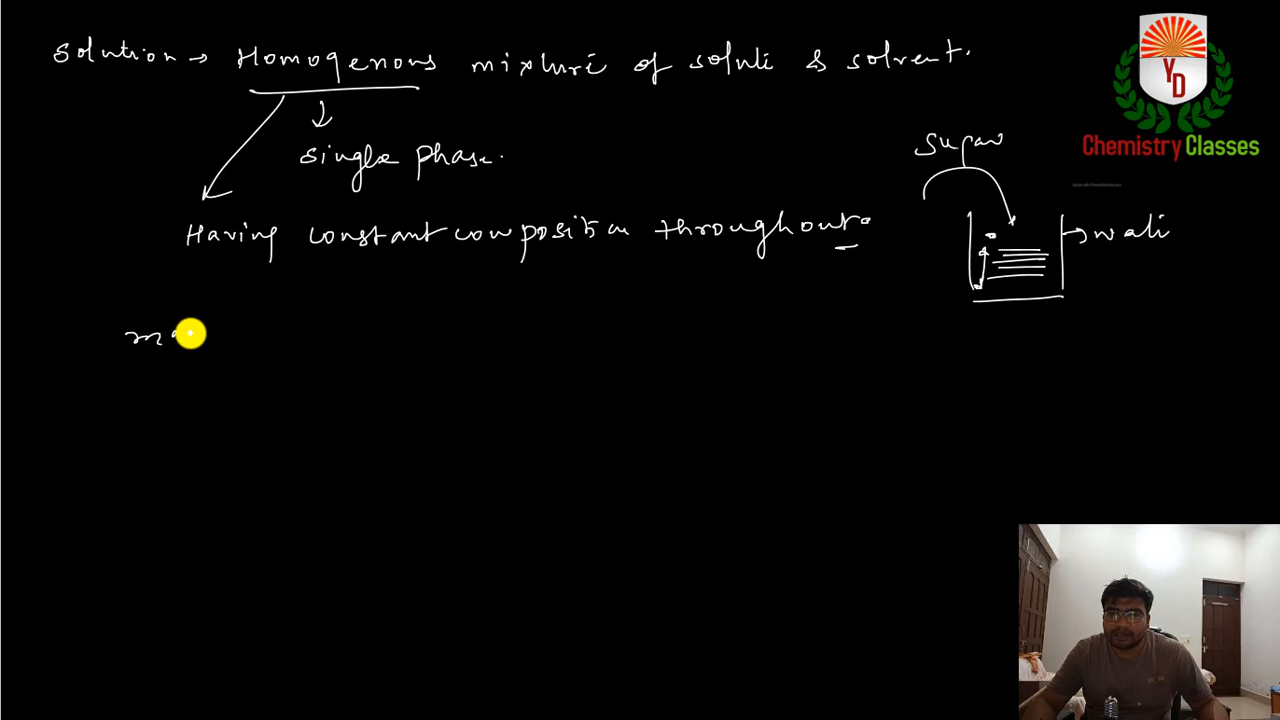 Solution → Homogenous mixture of solute & solvent.
YD
Chemistry Classes
single phase.
Sugar
Having constant composition throughout.
water